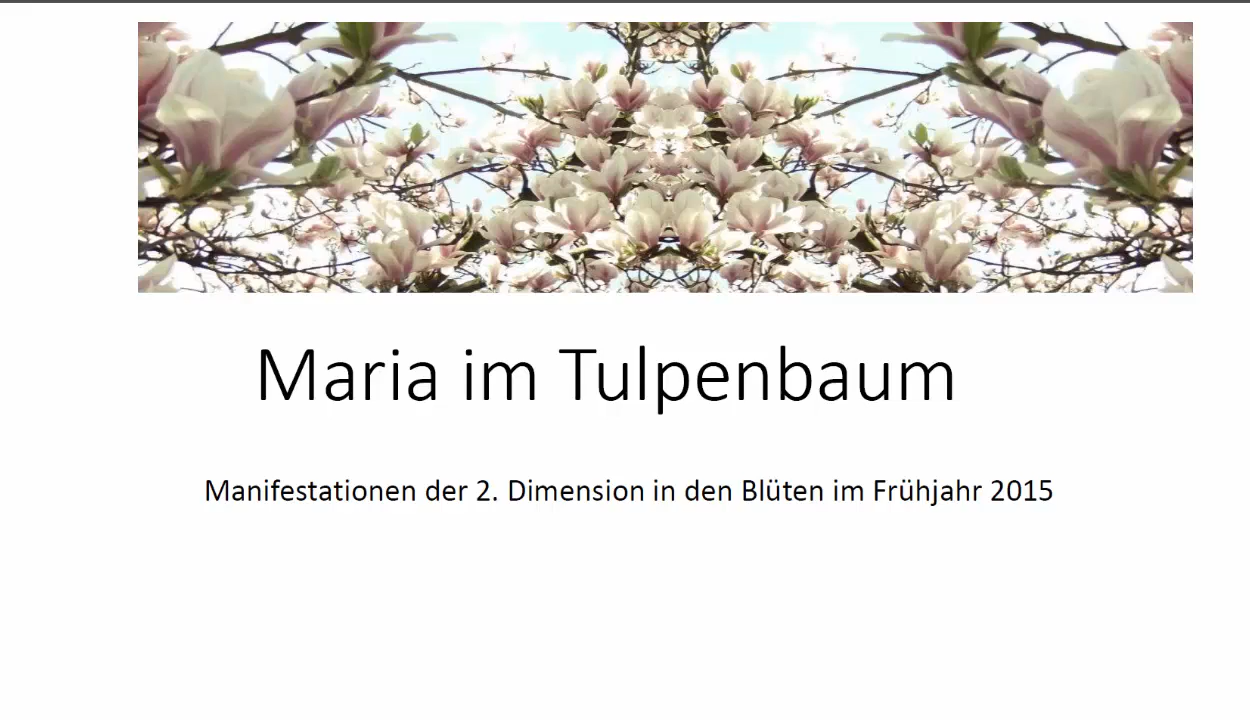 Maria im Tulpenbaum
Manifestationen der 2. Dimension in den Blüten im Frühjahr 2015